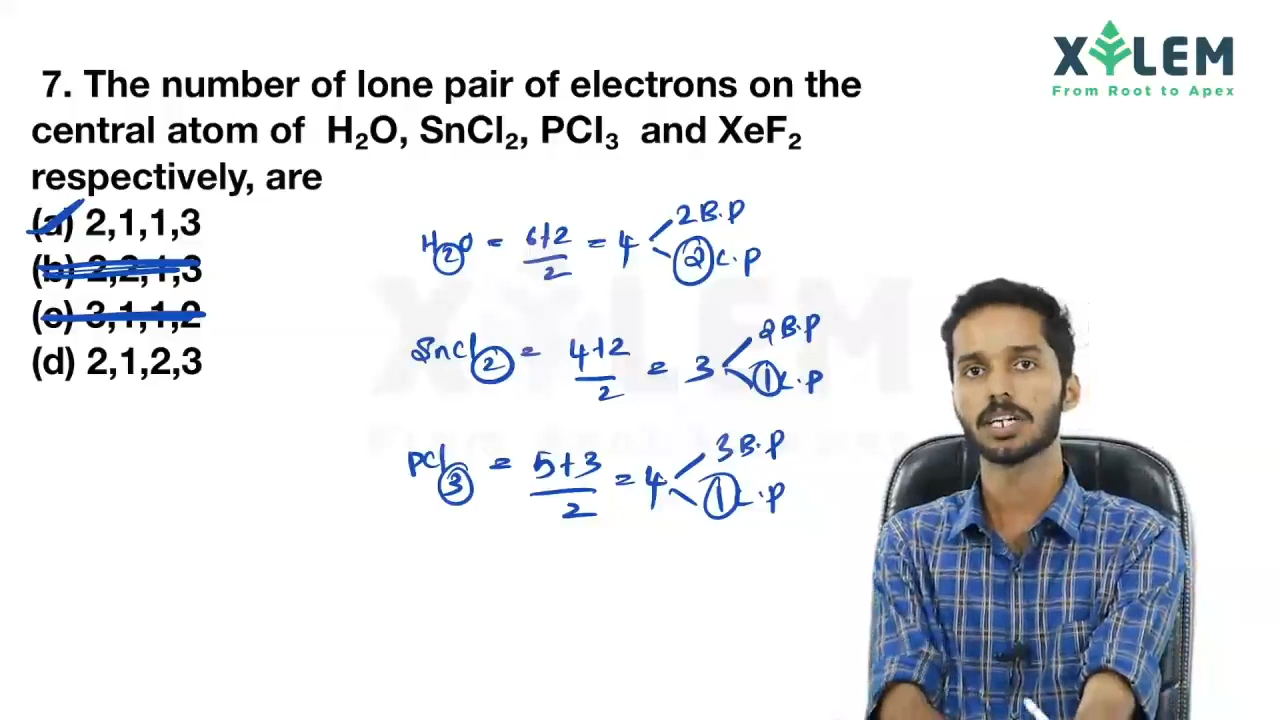 XYLEM
From Root to Apex
7. The number of lone pair of electrons on the
central atom of H₂O, SnCl₂, PCl₃ and XeF₂
respectively, are
(a) 2,1,1,3
(b) 2,2,1,3
(c) 3,1,1,2
(d) 2,1,2,3
H₂O = 6+2/2 = 4 2 B.P
2 L.P
SnCl₂ = 4+2/2 = 3 2 B.P
1 L.P
PCl₃ = 5+3/2 = 4 3 B.P
1 L.P